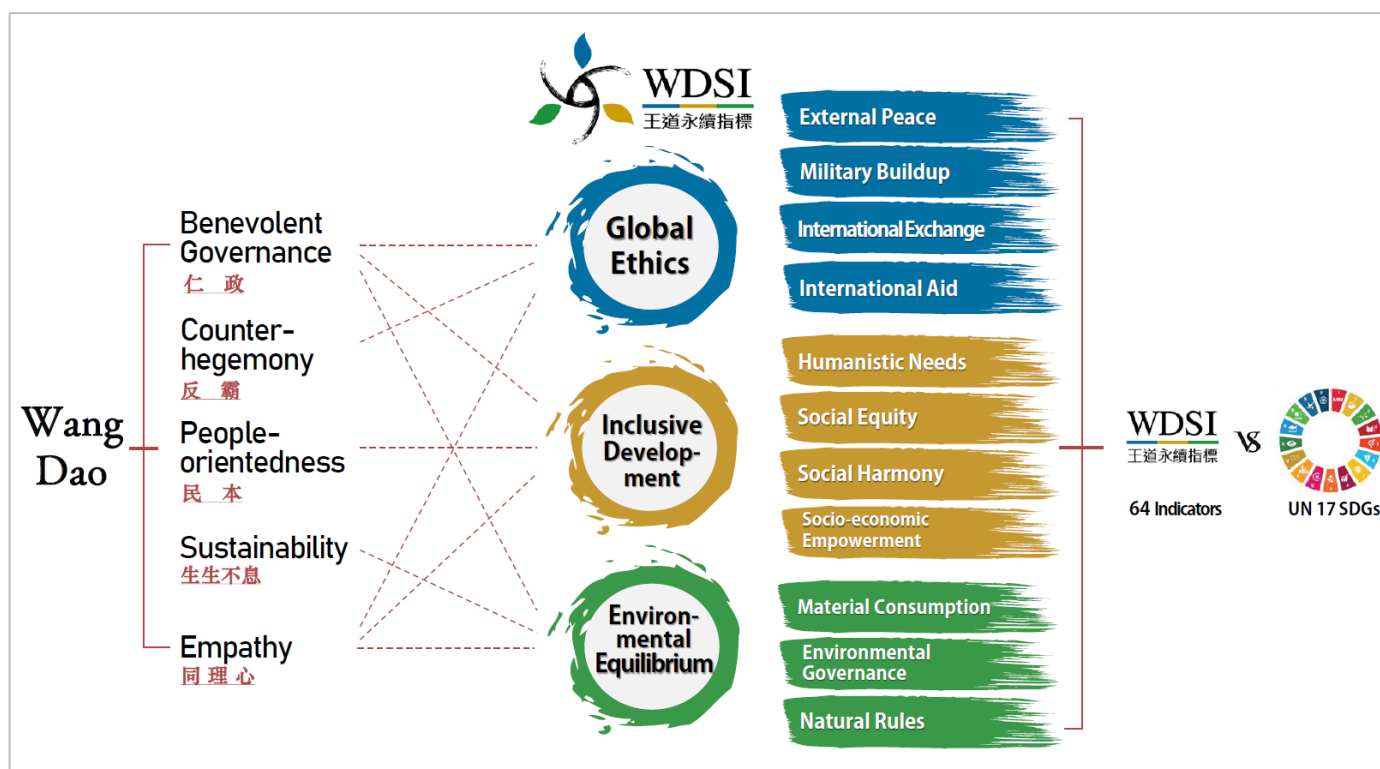 WDSI
王道永續指標
Wang
Dao
Benevolent
Governance
仁 政
Counter-
hegemony
反 霸
People-
orientedness
民 本
Sustainability
生生不息
Empathy
同 理 心
Global
Ethics
Inclusive
Develop-
ment
Environ-
mental
Equilibrium
External Peace
Military Buildup
International Exchange
International Aid
Humanistic Needs
Social Equity
Social Harmony
Socio-economic
Empowerment
Material Consumption
Environmental
Governance
Natural Rules
WDSI
王道永續指標
64 Indicators
VS
UN 17 SDGs